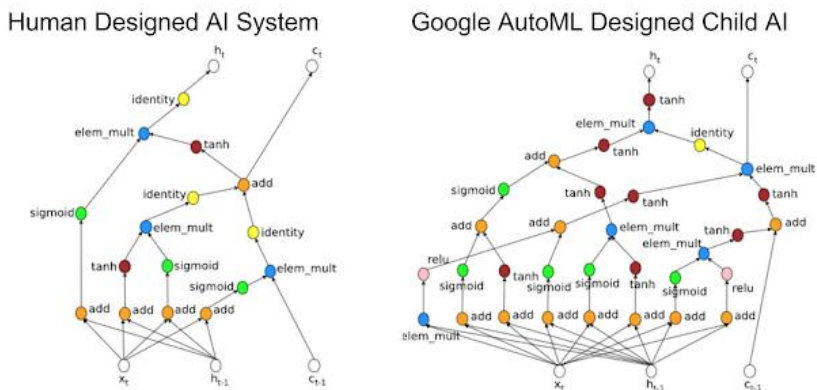 Human Designed AI System
Google AutoML Designed Child AI
h_t
c_t
identity
elem_mult
tanh
add
identity
sigmoid
elem_mult
identity
tanh
sigmoid
elem_mult
sigmoid
add
add
add
add
x_t
h_t-1
c_t-1
h_t
c_t
tanh
elem_mult
identity
tanh
add
elem_mult
sigmoid
tanh
tanh
tanh
add
add
elem_mult
add
tanh
elem_mult
relu
sigmoid
tanh
sigmoid
sigmoid
tanh
sigmoid
relu
elem_mult
add
add
add
add
add
add
add
x_t
h_t-1
c_t-1